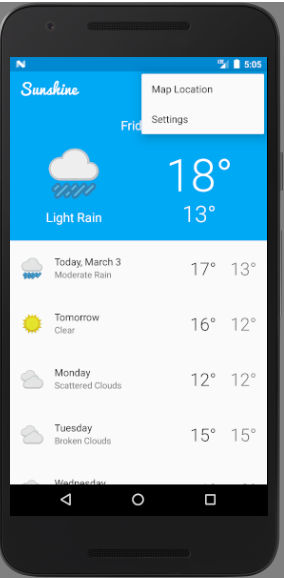 5:05
Sunshine
Map Location
Settings
Frid
18°
Light Rain
13°
Today, March 3
Moderate Rain
17° 13°
Tomorrow
Clear
16° 12°
Monday
Scattered Clouds
12° 12°
Tuesday
Broken Clouds
15° 15°
Wednesday